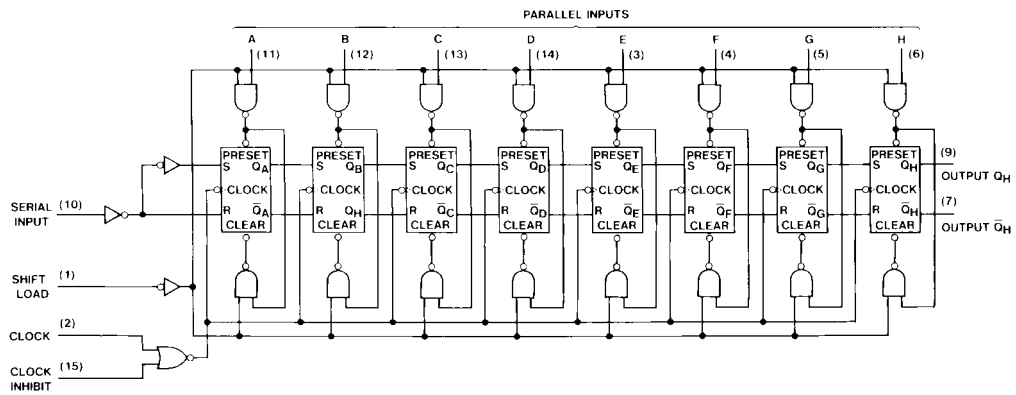 PARALLEL INPUTS
A B C D E F G H
(11) (12) (13) (14) (3) (4) (5) (6)
PRESET PRESET PRESET PRESET PRESET PRESET PRESET PRESET
S QA S QB S QC S QD S QE S QF S QG S QH
(9)
OUTPUT QH
CLOCK CLOCK CLOCK CLOCK CLOCK CLOCK CLOCK CLOCK
SERIAL INPUT
(10)
R Q̅A R QH R Q̅C R Q̅D R Q̅E R Q̅F R Q̅G R Q̅H
(7)
OUTPUT Q̅H
CLEAR CLEAR CLEAR CLEAR CLEAR CLEAR CLEAR CLEAR
SHIFT
LOAD
(1)
CLOCK
(2)
CLOCK
INHIBIT
(15)